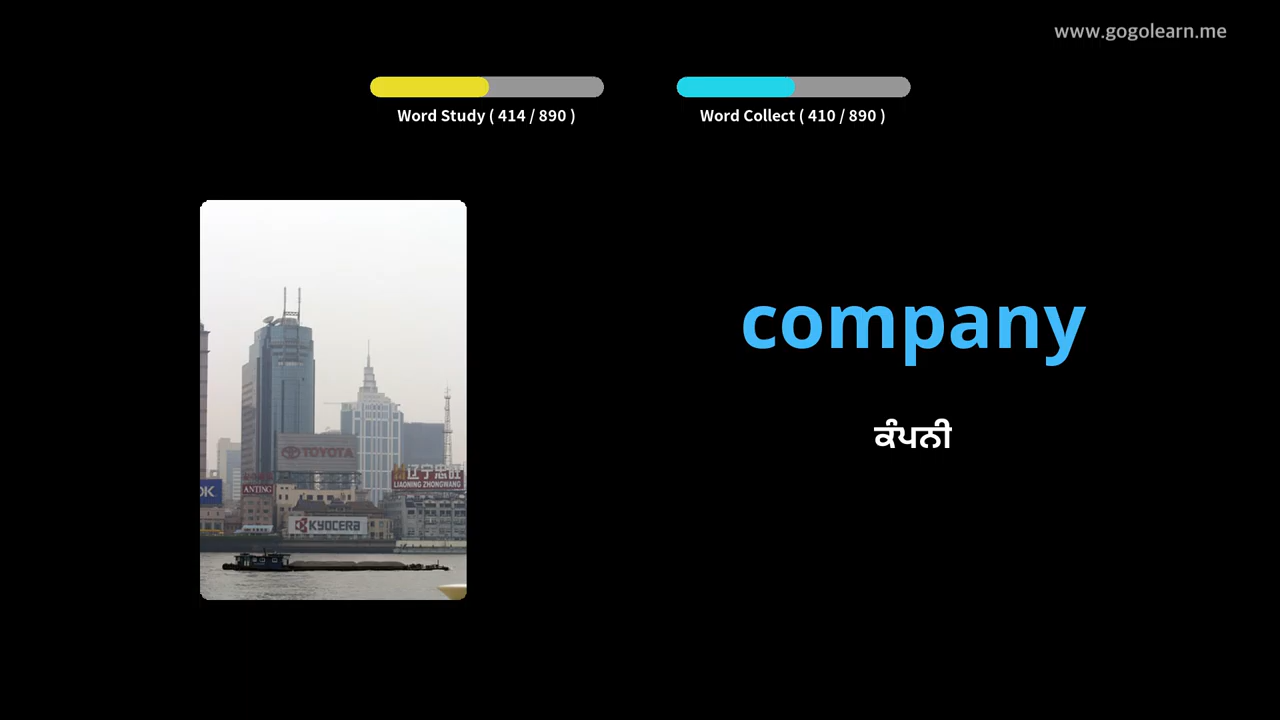 www.gogolearn.me
Word Study ( 414 / 890 )
Word Collect ( 410 / 890 )
company
ਕੰਪਨੀ
TOYOTA
辽宁忠旺
LIAONING ZHONGWANG
OK
ANTING
KYOCERA